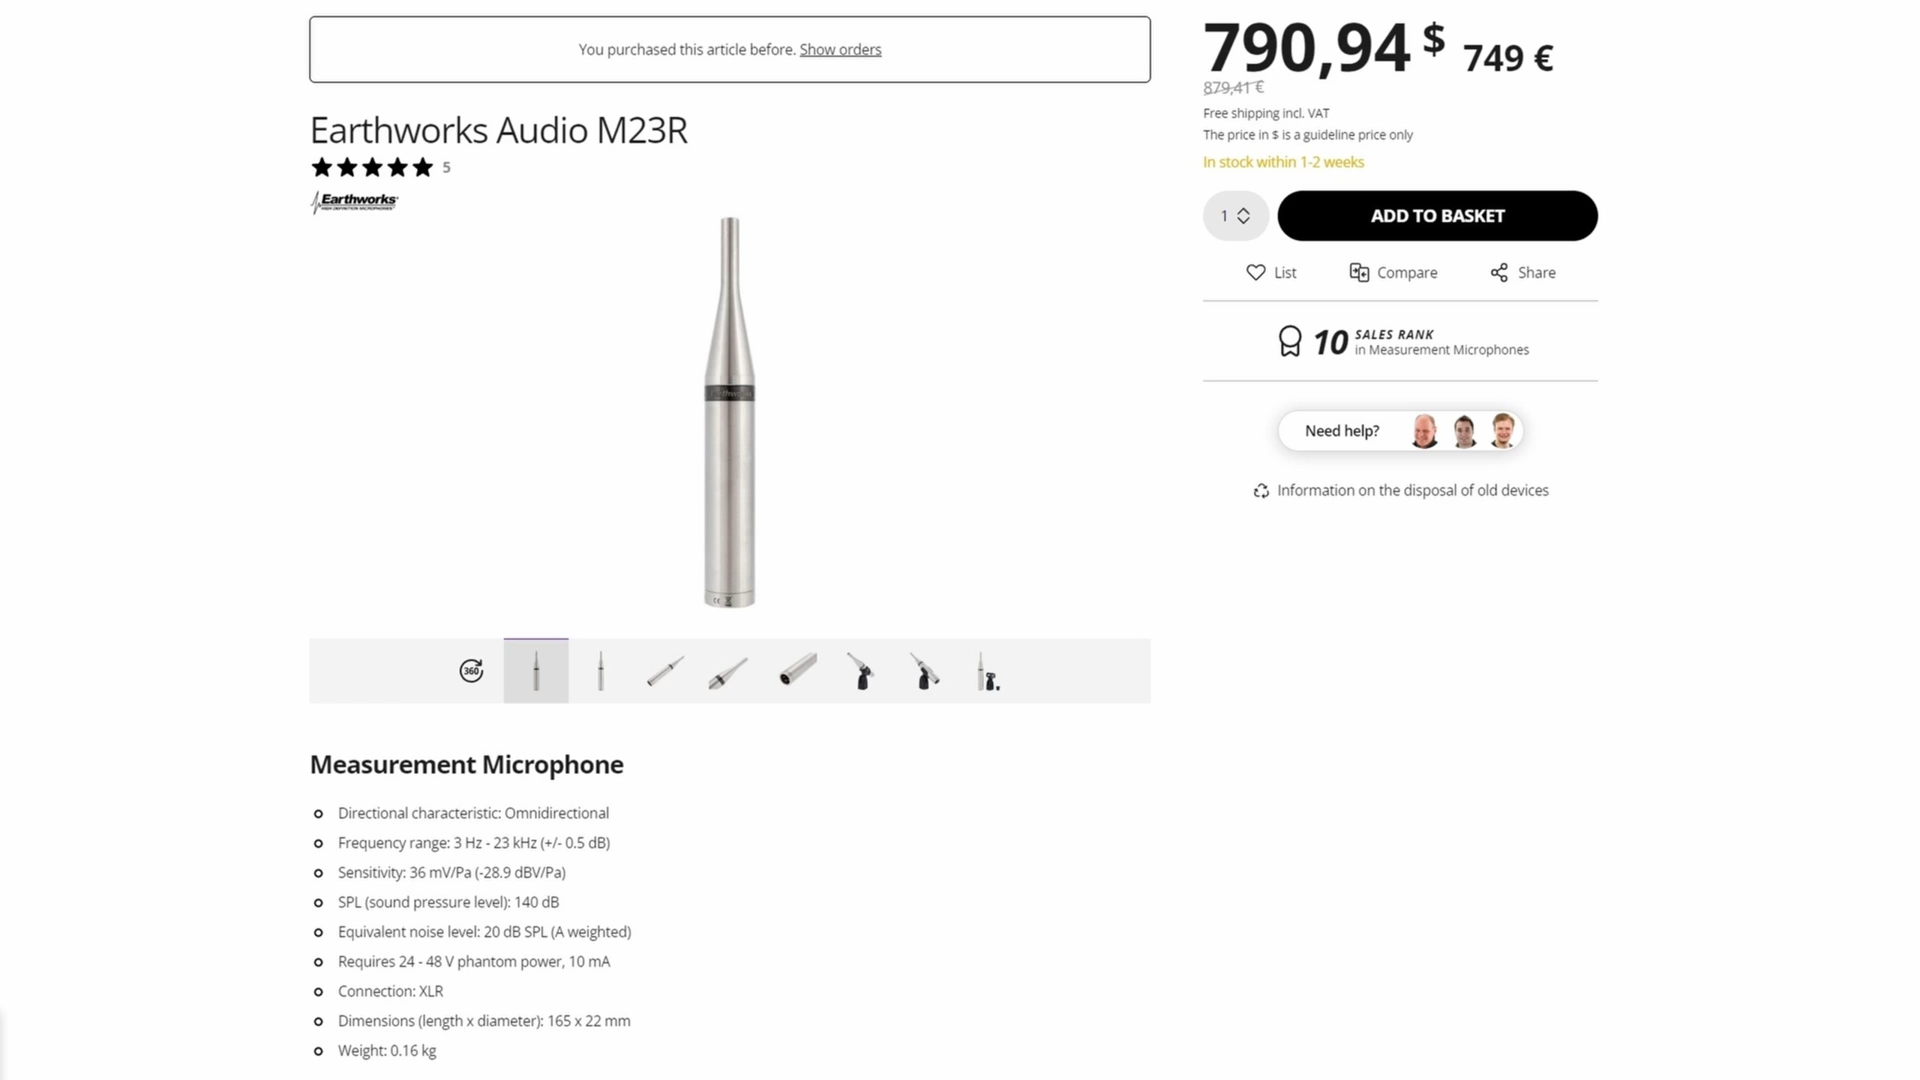 You purchased this article before. Show orders
Earthworks Audio M23R
5
Earthworks
HIGH DEFINITION MICROPHONES
790,94 $ 749 €
879,41 €
Free shipping incl. VAT
The price in $ is a guideline price only
In stock within 1-2 weeks
1
ADD TO BASKET
List
Compare
Share
10 SALES RANK
in Measurement Microphones
Need help?
Information on the disposal of old devices
360
Measurement Microphone
Directional characteristic: Omnidirectional
Frequency range: 3 Hz - 23 kHz (+/- 0.5 dB)
Sensitivity: 36 mV/Pa (-28.9 dBV/Pa)
SPL (sound pressure level): 140 dB
Equivalent noise level: 20 dB SPL (A weighted)
Requires 24 - 48 V phantom power, 10 mA
Connection: XLR
Dimensions (length x diameter): 165 x 22 mm
Weight: 0.16 kg